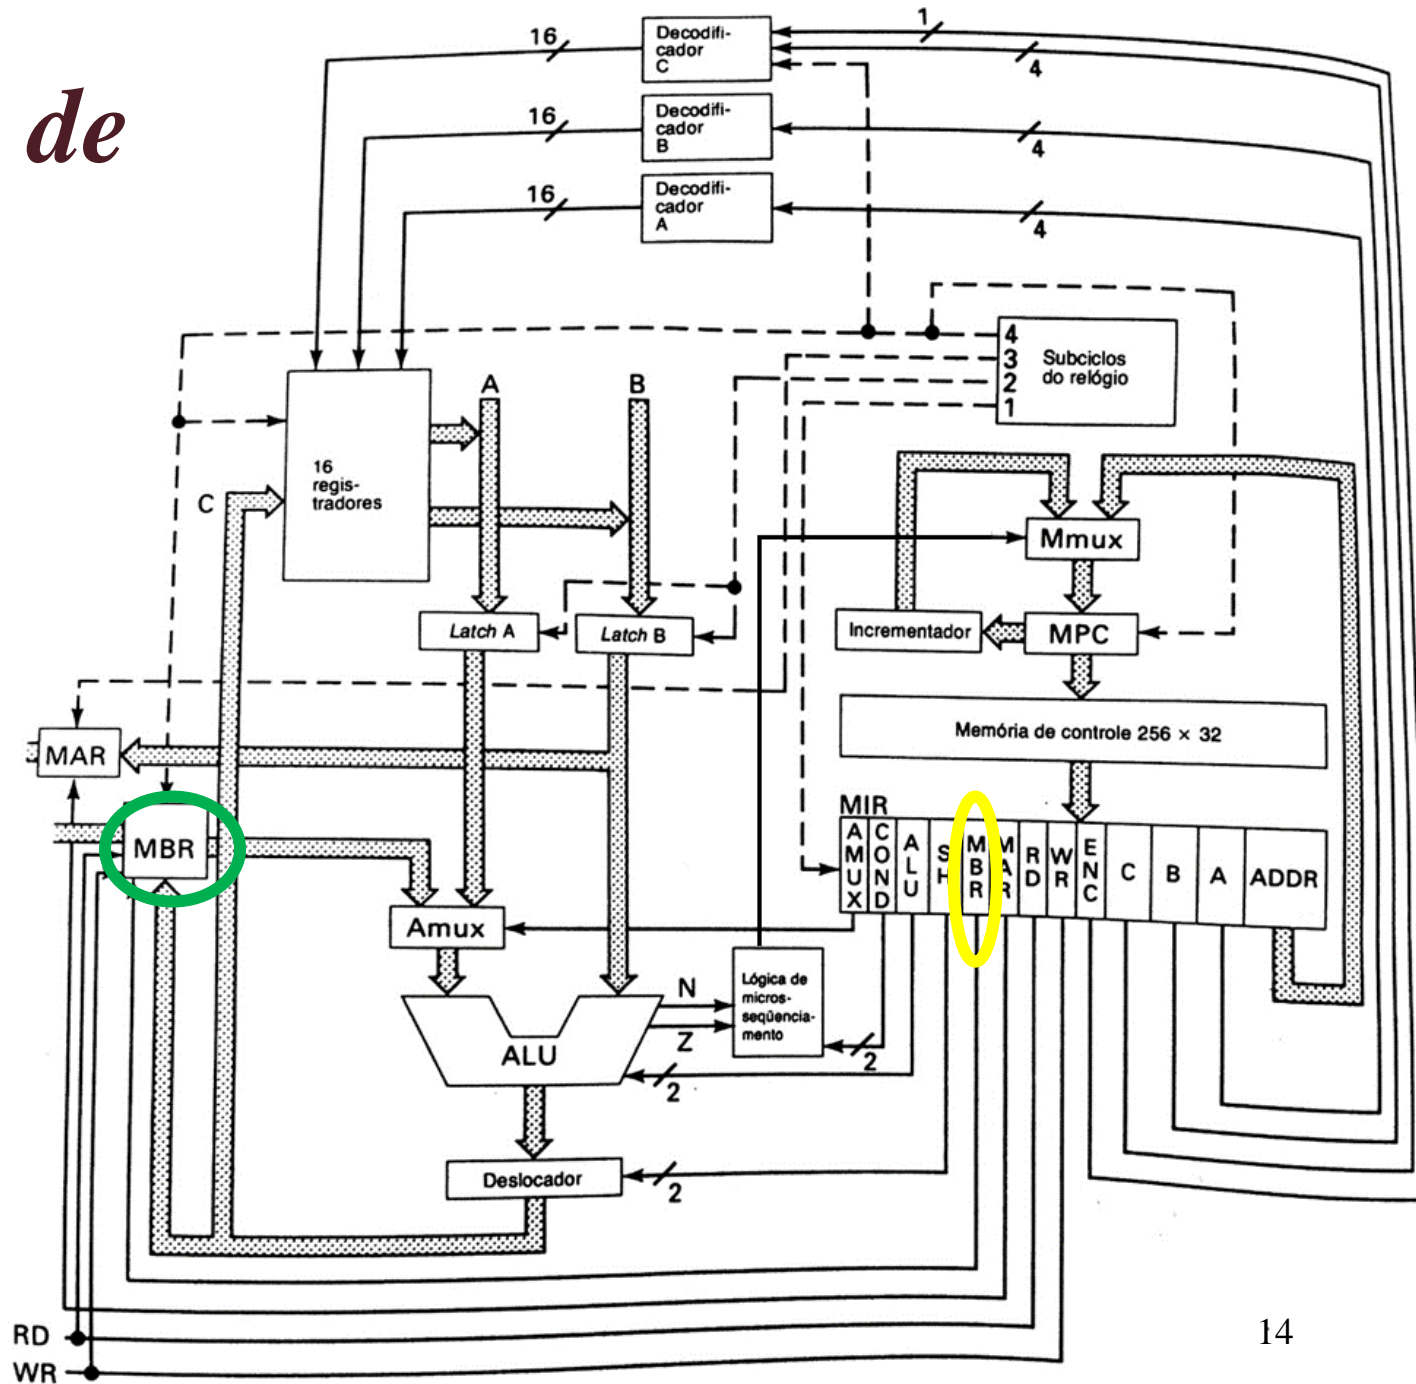 de
1
16
Decodifi-
cador
C
4
16
Decodifi-
cador
B
4
16
Decodifi-
cador
A
4
4
3
2
1
Subciclos
do relógio
A
B
16
regis-
tradores
C
Mmux
Latch A
Latch B
Incrementador
MPC
MAR
Memória de controle 256 × 32
MBR
MIR
AMUX
COND
ALU
SH
MBR
MAR
RD
WR
ENC
C
B
A
ADDR
Amux
N
Z
Lógica de
micros-
seqüencia-
mento
2
ALU
2
Deslocador
2
RD
WR
14